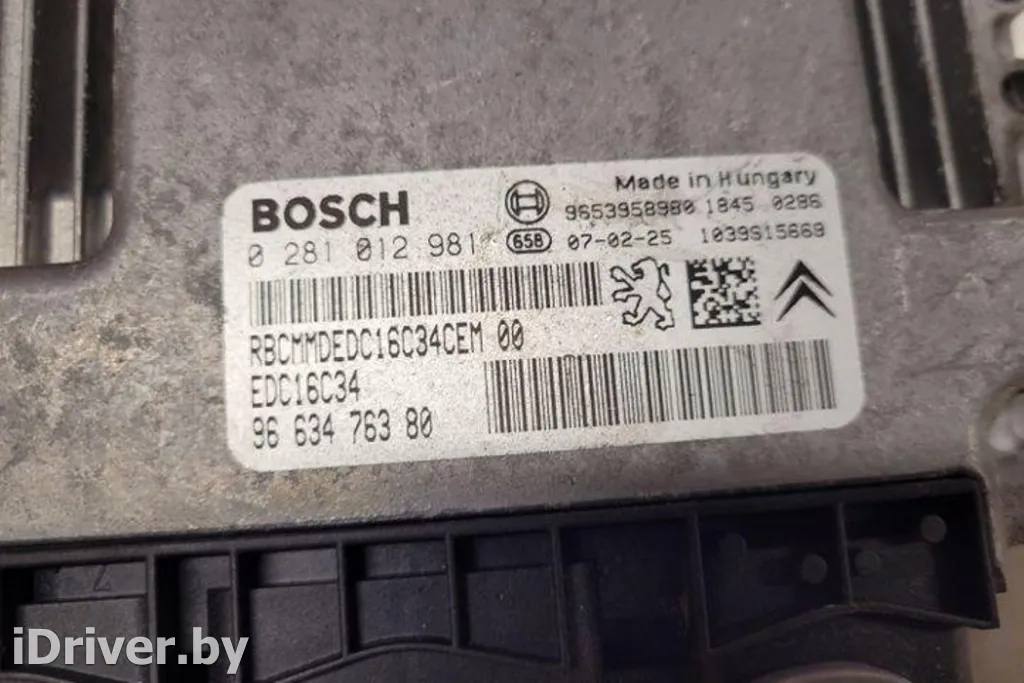 BOSCH
Made in Hungary
9653958980 1845 0286
0 281 012 981
658 07-02-25 1039S15669
RBCMMDEDC16C34CEM 00
EDC16C34
96 634 763 80
iDriver.by